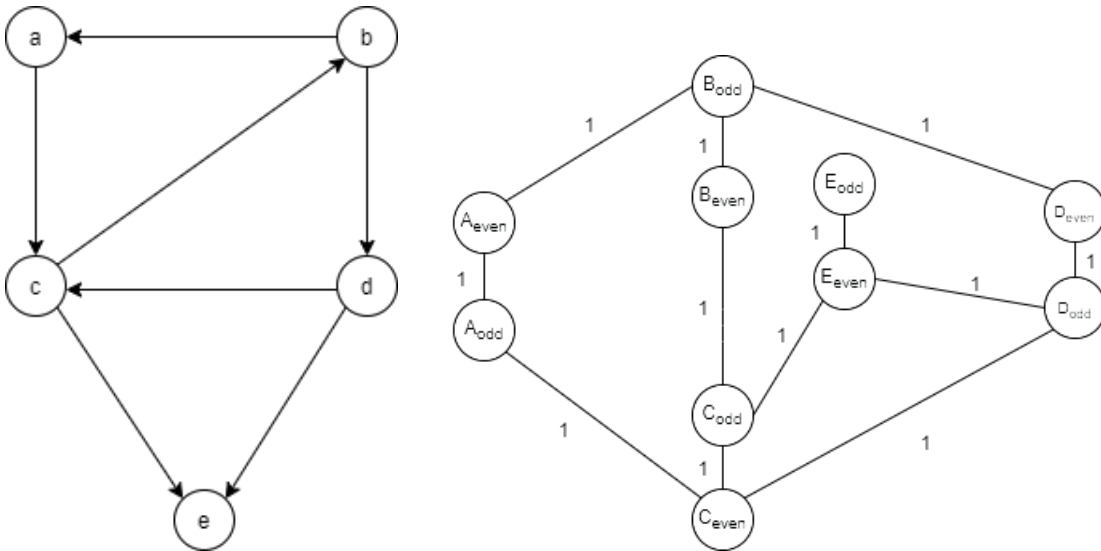 a
b
c
d
e
B_odd
1
1
1
A_even
B_even
E_odd
D_even
1
1
1
E_even
1
D_odd
A_odd
1
1
C_odd
1
1
1
C_even